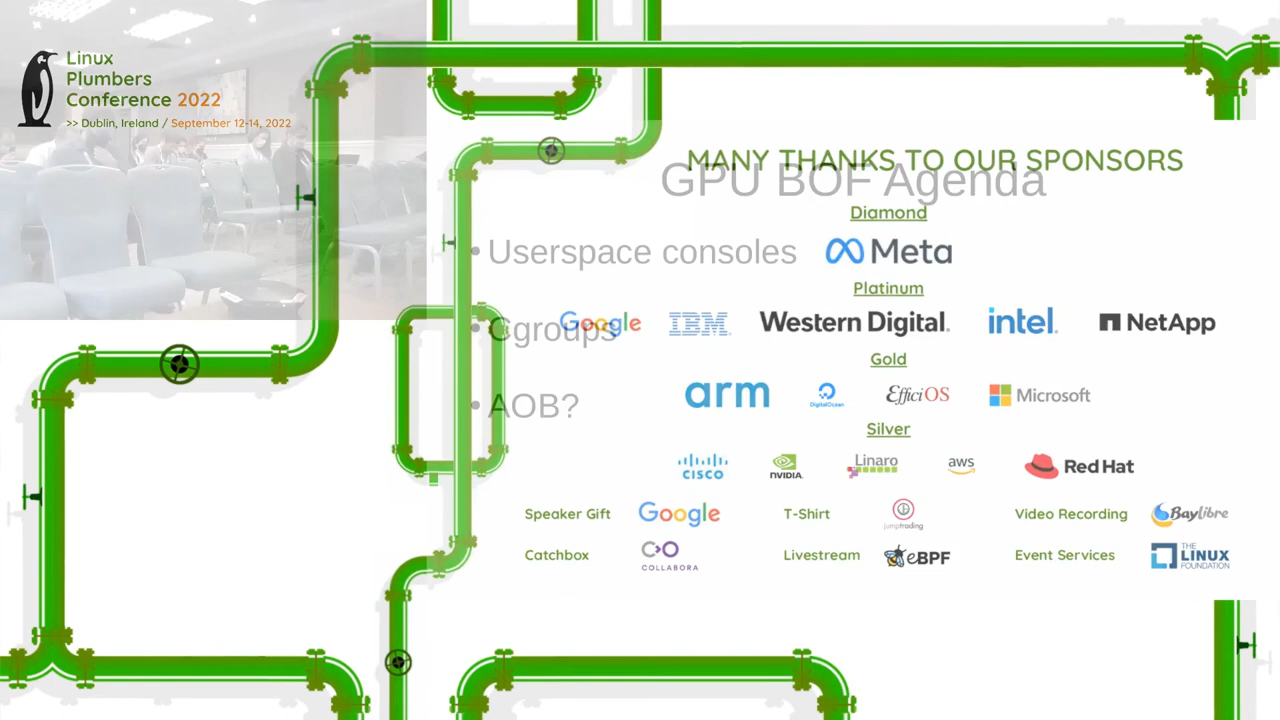 Linux
Plumbers
Conference 2022
>> Dublin, Ireland / September 12-14, 2022
MANY THANKS TO OUR SPONSORS
GPU BOF Agenda
Diamond
• Userspace consoles
Meta
Platinum
Google IBM Western Digital. intel. NetApp
• Cgroups
Gold
arm DigitalOcean EfficiOS Microsoft
• AOB?
Silver
CISCO NVIDIA. Linaro aws Red Hat
Speaker Gift Google T-Shirt jumptrading Video Recording Baylibre
Catchbox COLLABORA Livestream eBPF Event Services THE LINUX FOUNDATION